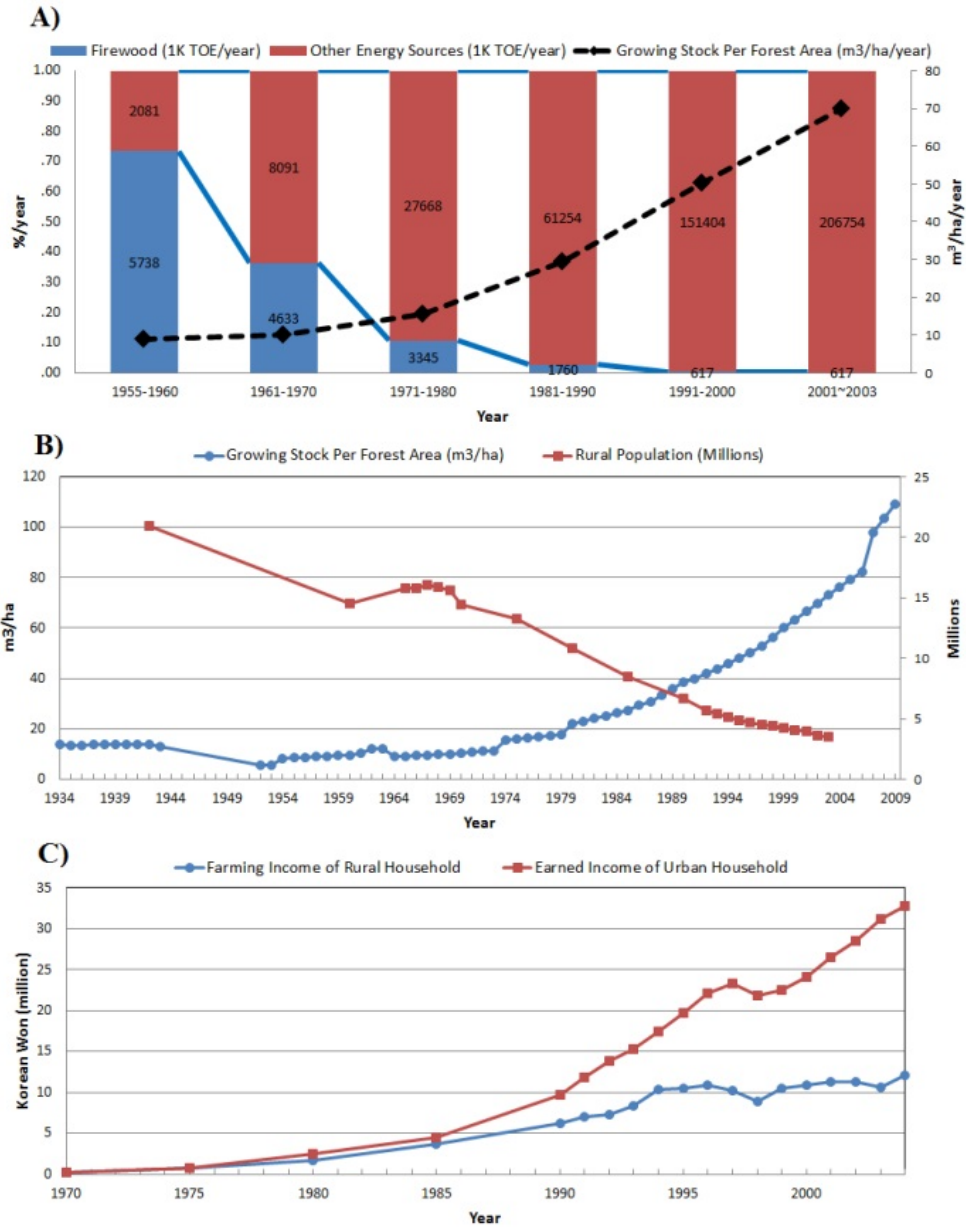 A)
Firewood (1K TOE/year) Other Energy Sources (1K TOE/year) Growing Stock Per Forest Area (m3/ha/year)
1.00 80
.90 70
.80 60
.70 50
.60 40
.50 30
.40 20
.30 10
.20 0
.10
.00
%/year
m³/ha/year
2081 8091 27668 61254 151404 206754
5738 4633 3345 1760 617 617
1955-1960 1961-1970 1971-1980 1981-1990 1991-2000 2001~2003
Year
B)
Growing Stock Per Forest Area (m3/ha) Rural Population (Millions)
120 25
100 20
80 15
60 10
40 5
20 0
0
m3/ha
Millions
1934 1939 1944 1949 1954 1959 1964 1969 1974 1979 1984 1989 1994 1999 2004 2009
Year
C)
Farming Income of Rural Household Earned Income of Urban Household
35
30
25
20
15
10
5
0
Korean Won (million)
1970 1975 1980 1985 1990 1995 2000
Year